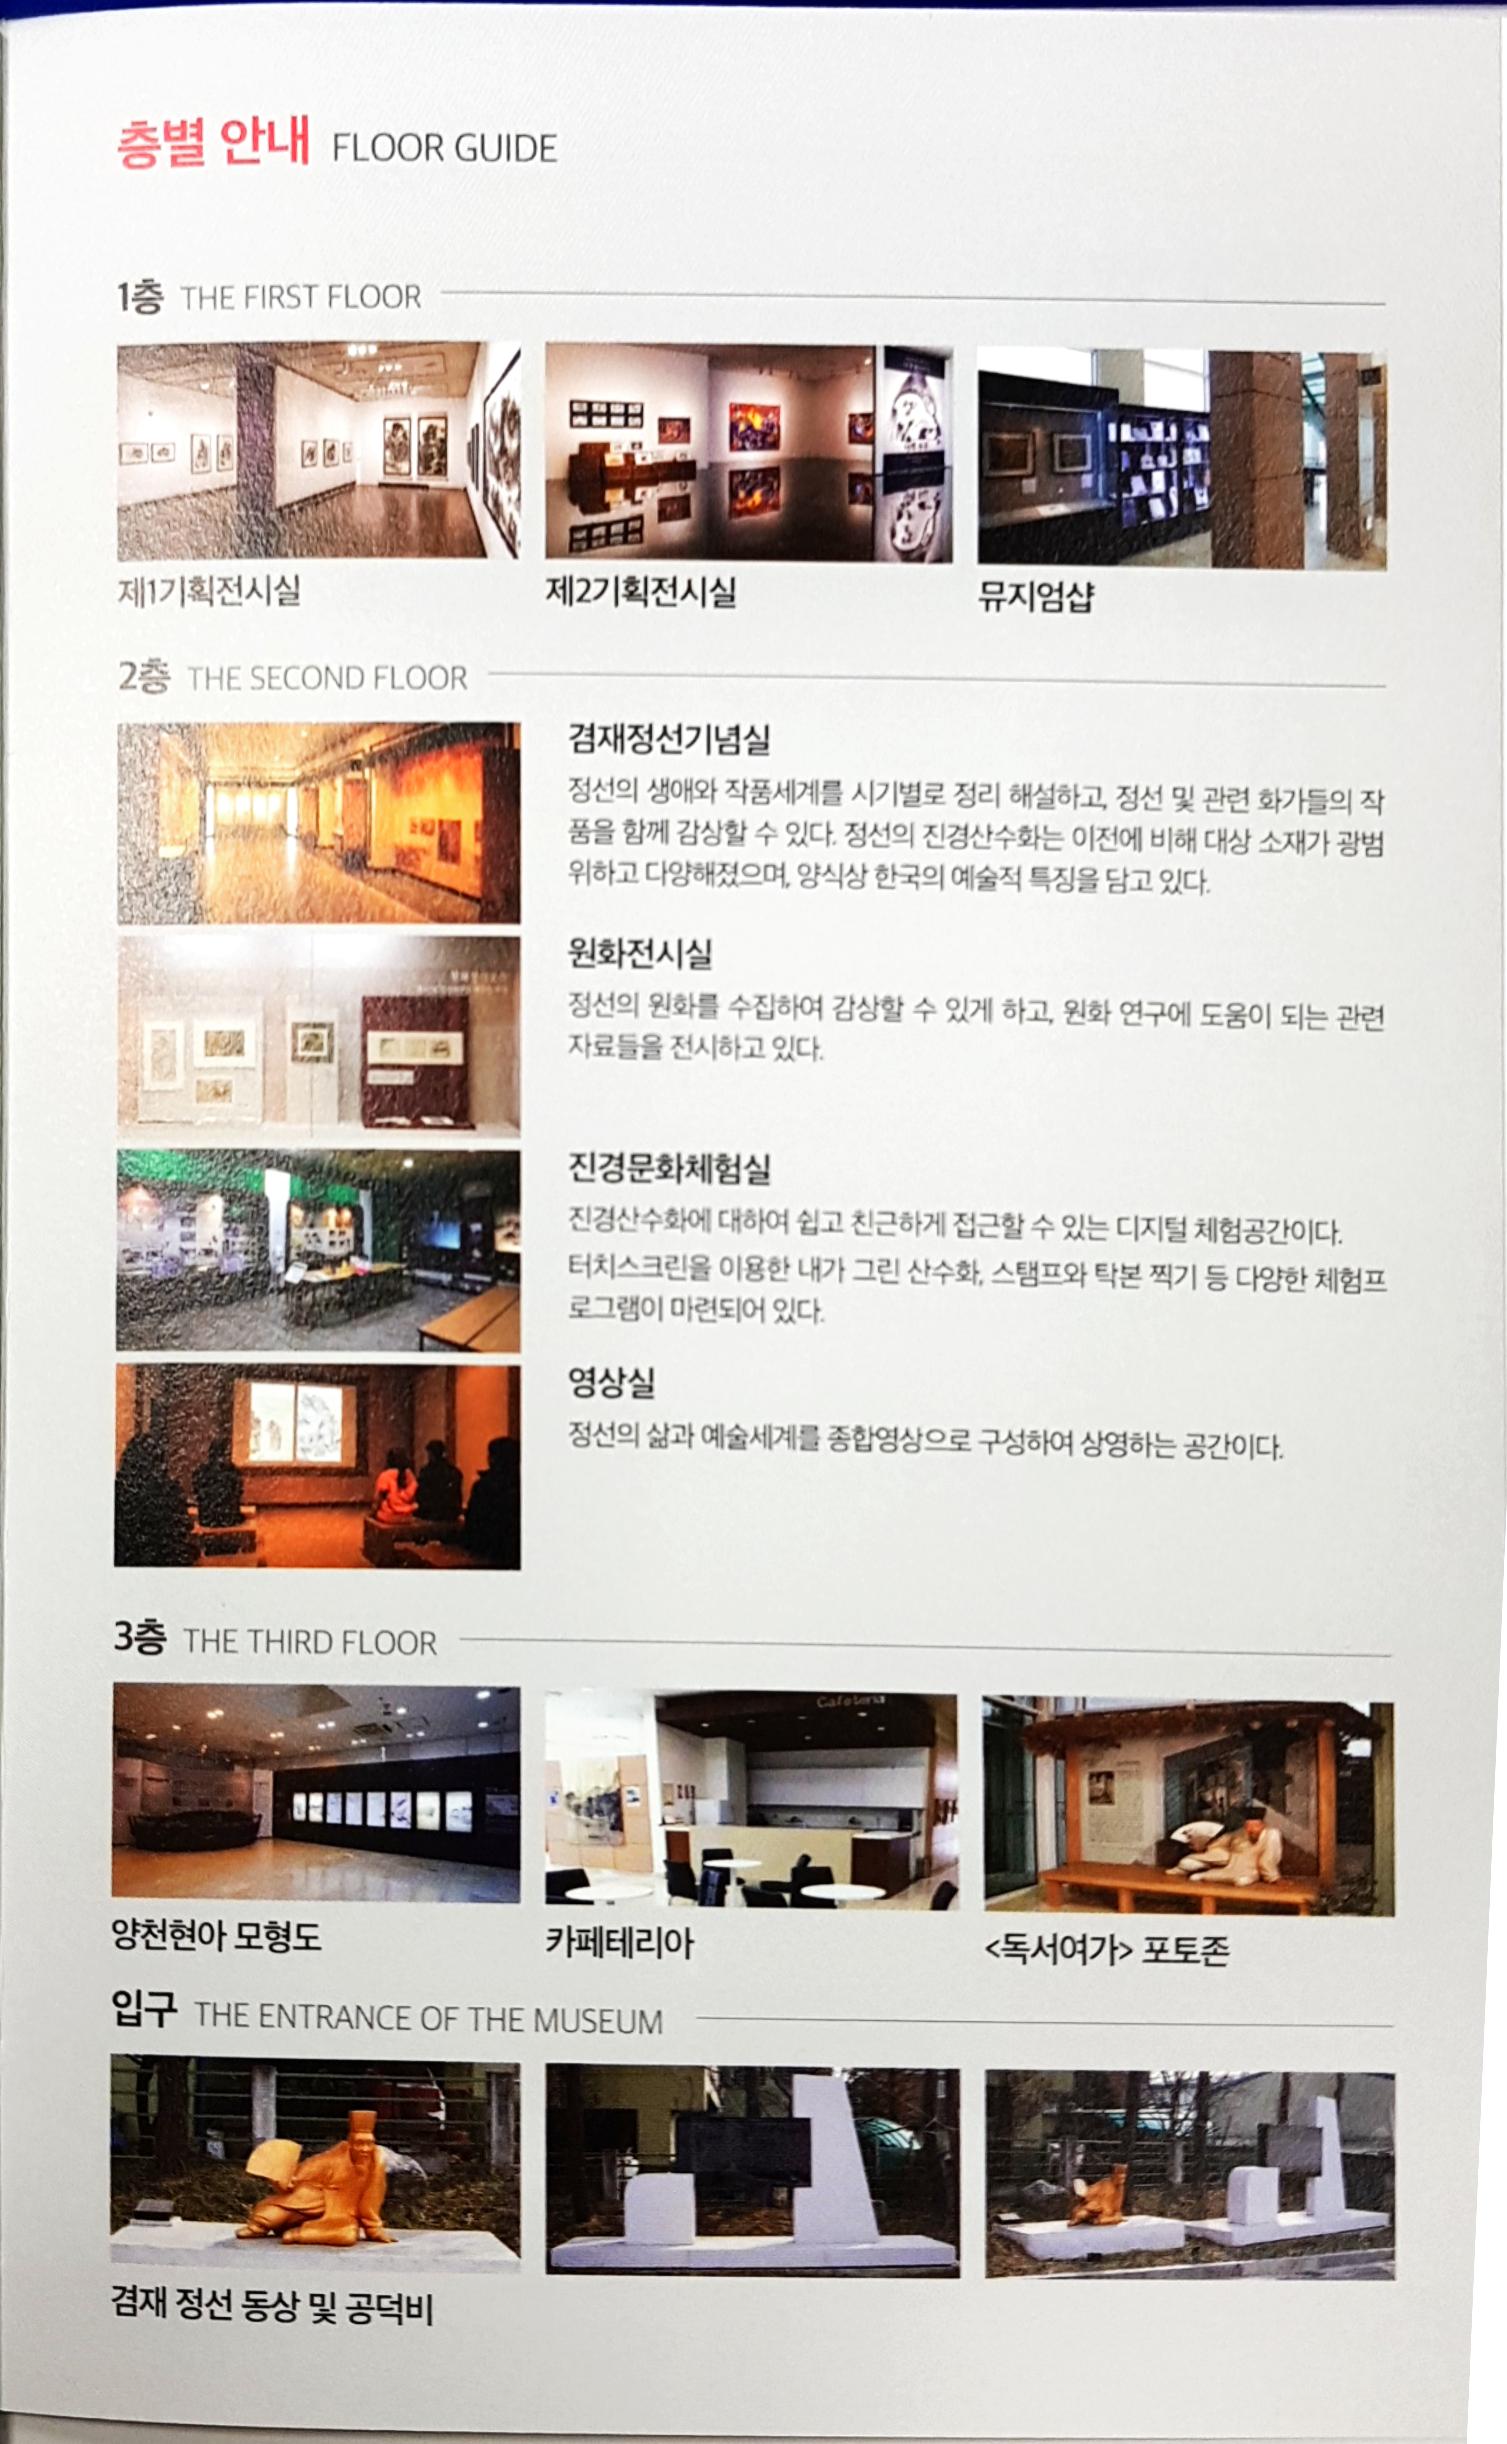 층별 안내 FLOOR GUIDE
1층 THE FIRST FLOOR
제1기획전시실
제2기획전시실
뮤지엄샵
2층 THE SECOND FLOOR
겸재정선기념실
정선의 생애와 작품세계를 시기별로 정리 해설하고, 정선 및 관련 화가들의 작
품을 함께 감상할 수 있다. 정선의 진경산수화는 이전에 비해 대상 소재가 광범
위하고 다양해졌으며, 양식상 한국의 예술적 특징을 담고 있다.
원화전시실
정선의 원화를 수집하여 감상할 수 있게 하고, 원화 연구에 도움이 되는 관련
자료들을 전시하고 있다.
진경문화체험실
진경산수화에 대하여 쉽고 친근하게 접근할 수 있는 디지털 체험공간이다.
터치스크린을 이용한 내가 그린 산수화, 스탬프와 탁본 찍기 등 다양한 체험프
로그램이 마련되어 있다.
영상실
정선의 삶과 예술세계를 종합영상으로 구성하여 상영하는 공간이다.
3층 THE THIRD FLOOR
Cafeteria
양천현아 모형도
카페테리아
<독서여가> 포토존
입구 THE ENTRANCE OF THE MUSEUM
겸재 정선 동상 및 공덕비